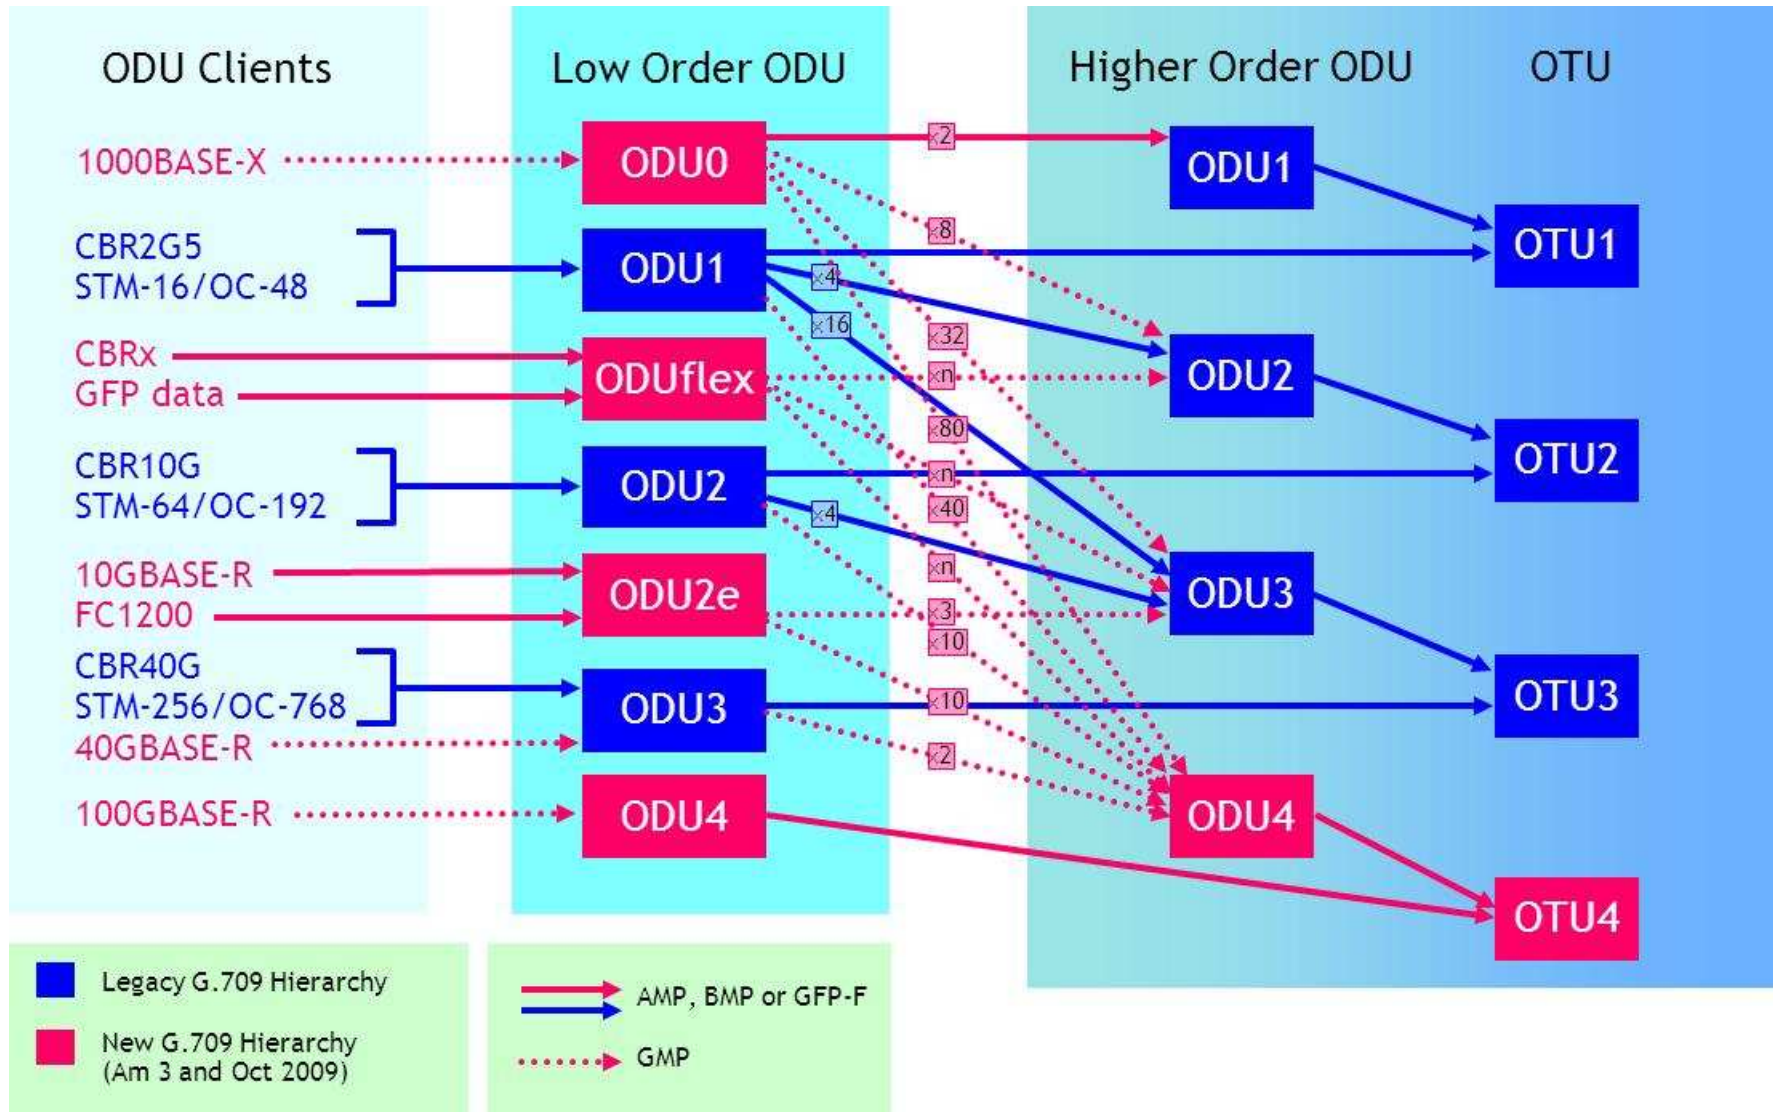 ODU Clients
Low Order ODU
Higher Order ODU
OTU
1000BASE-X
CBR2G5
STM-16/OC-48
CBRx
GFP data
CBR10G
STM-64/OC-192
10GBASE-R
FC1200
CBR40G
STM-256/OC-768
40GBASE-R
100GBASE-R
ODU0
ODU1
ODUflex
ODU2
ODU2e
ODU3
ODU4
x2
x8
x4
x16
x32
xn
x80
xn
x40
x4
xn
x3
x10
x10
x2
ODU1
ODU2
ODU3
ODU4
OTU1
OTU2
OTU3
OTU4
Legacy G.709 Hierarchy
New G.709 Hierarchy
(Am 3 and Oct 2009)
AMP, BMP or GFP-F
GMP